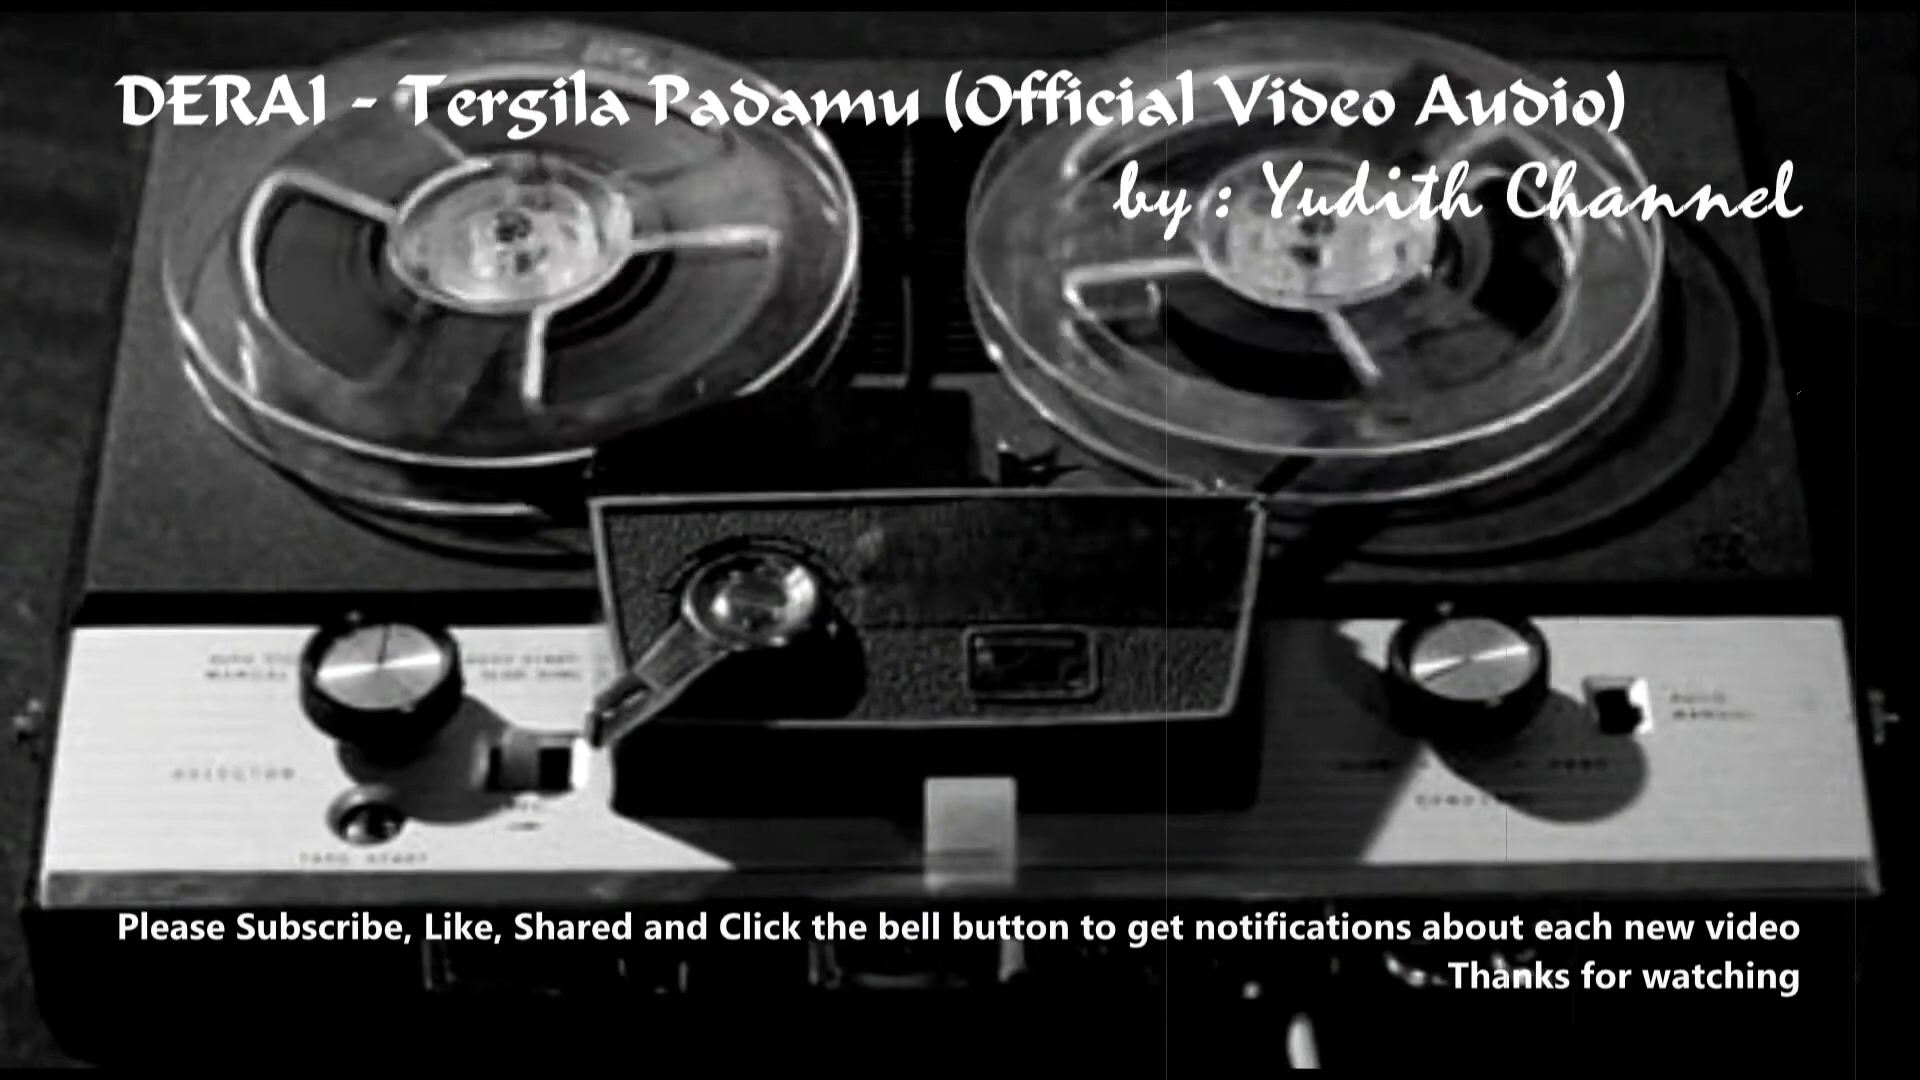 DERAI - Tergila Padamu (Official Video Audio)
by : Yudith Channel
Please Subscribe, Like, Shared and Click the bell button to get notifications about each new video
Thanks for watching